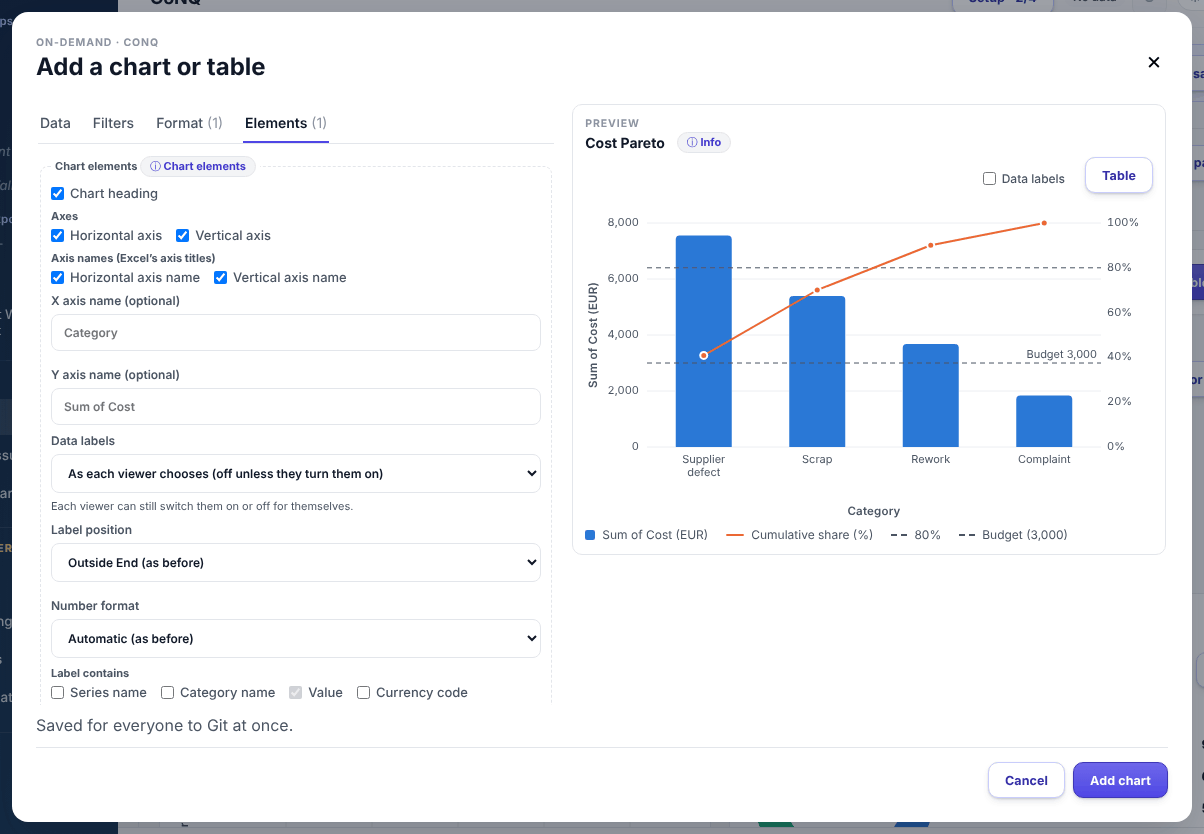 ON-DEMAND · CONQ
Add a chart or table
Data Filters Format (1) Elements (1)
Chart elements ⓘ Chart elements
Chart heading
Axes
Horizontal axis Vertical axis
Axis names (Excel's axis titles)
Horizontal axis name Vertical axis name
X axis name (optional)
Category
Y axis name (optional)
Sum of Cost
Data labels
As each viewer chooses (off unless they turn them on)
Each viewer can still switch them on or off for themselves.
Label position
Outside End (as before)
Number format
Automatic (as before)
Label contains
Series name Category name Value Currency code
PREVIEW
Cost Pareto ⓘ Info
Data labels Table
8,000 100%
80%
6,000
60%
4,000
Budget 3,000 40%
2,000
20%
0 0%
Sum of Cost (EUR)
Supplier defect
Scrap
Rework
Complaint
Category
Sum of Cost (EUR) Cumulative share (%) 80% Budget (3,000)
Saved for everyone to Git at once.
Cancel Add chart